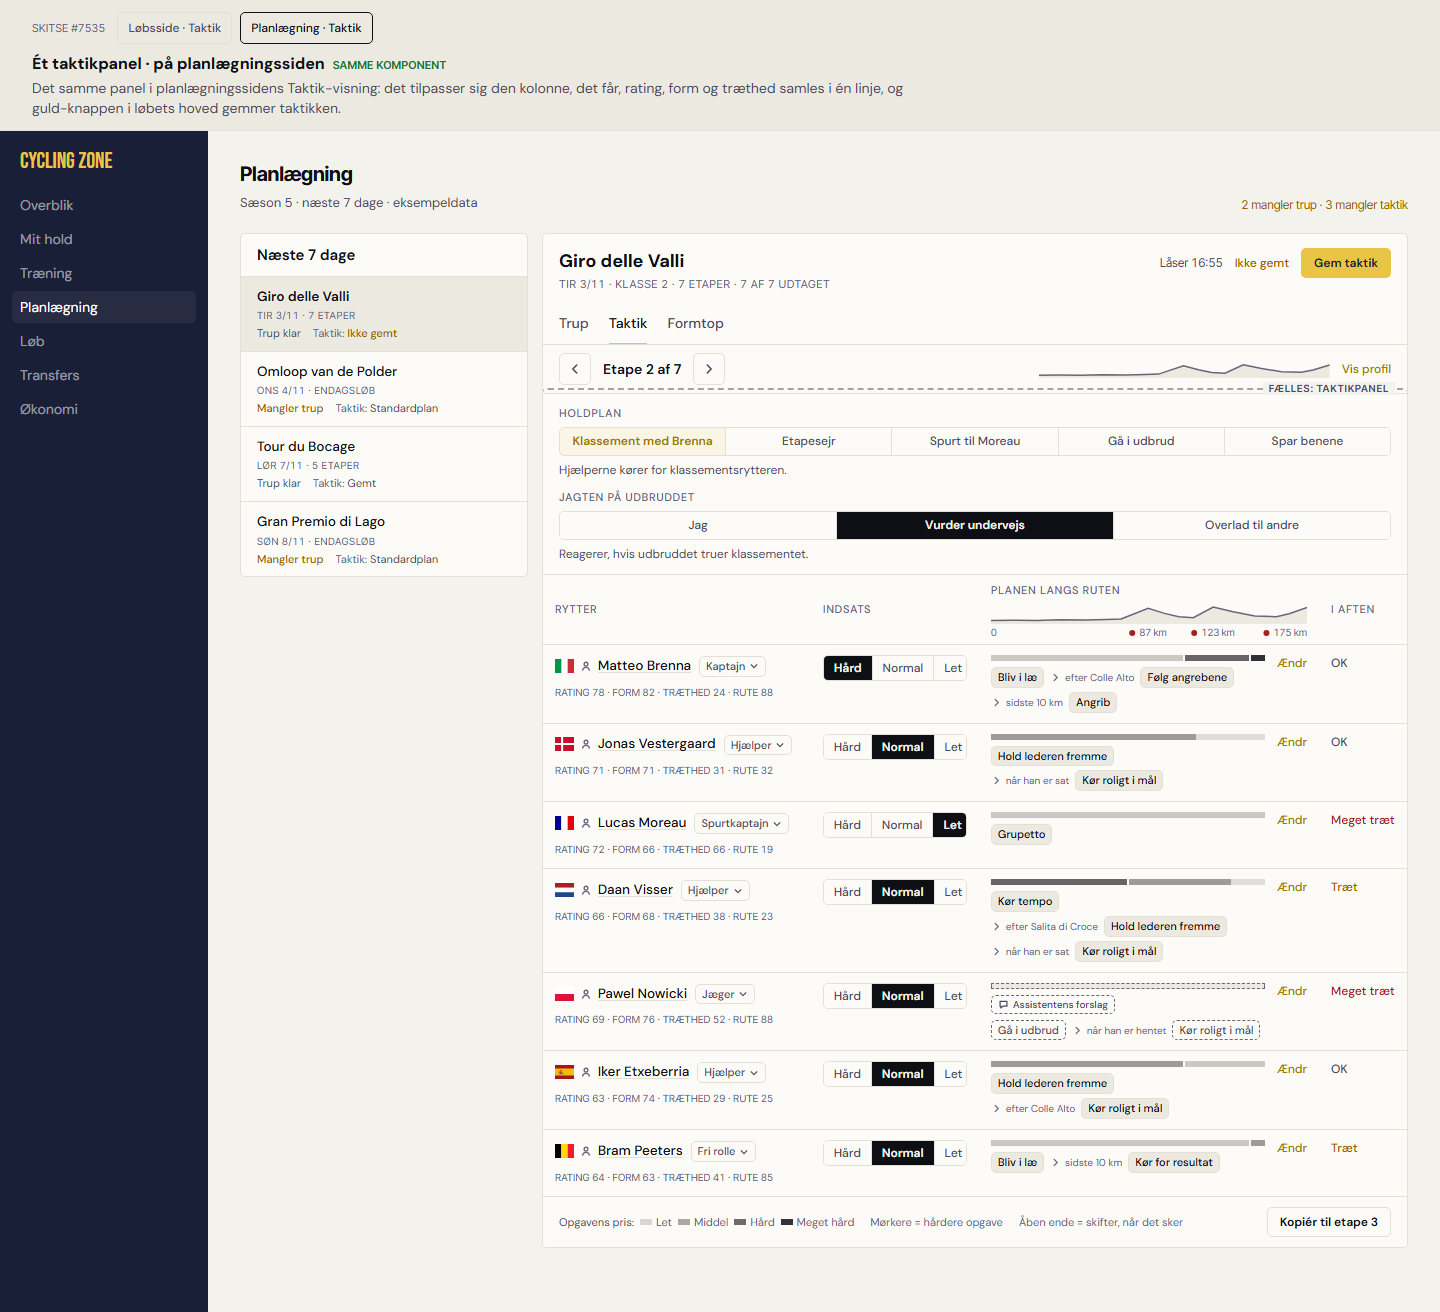 SKITSE #7535 Løbsside · Taktik Planlægning · Taktik
Ét taktikpanel · på planlægningssiden SAMME KOMPONENT
Det samme panel i planlægningssidens Taktik-visning: det tilpasser sig den kolonne, det får, rating, form og træthed samles i én linje, og
guld-knappen i løbets hoved gemmer taktikken.
CYCLING ZONE
Overblik
Mit hold
Træning
Planlægning
Løb
Transfers
Økonomi
Planlægning
Sæson 5 · næste 7 dage · eksempeldata
2 mangler trup · 3 mangler taktik
Næste 7 dage
Giro delle Valli
TIR 3/11 · 7 ETAPER
Trup klar Taktik: Ikke gemt
Omloop van de Polder
ONS 4/11 · ENDAGSLØB
Mangler trup Taktik: Standardplan
Tour du Bocage
LØR 7/11 · 5 ETAPER
Trup klar Taktik: Gemt
Gran Premio di Lago
SØN 8/11 · ENDAGSLØB
Mangler trup Taktik: Standardplan
Giro delle Valli
Låser 16:55 Ikke gemt Gem taktik
TIR 3/11 · KLASSE 2 · 7 ETAPER · 7 AF 7 UDTAGET
Trup Taktik Formtop
Etape 2 af 7
Vis profil
FÆLLES: TAKTIKPANEL
HOLDPLAN
Klassement med Brenna Etapesejr Spurt til Moreau Gå i udbrud Spar benene
Hjælperne kører for klassementsrytteren.
JAGTEN PÅ UDBRUDDET
Jag Vurder undervejs Overlad til andre
Reagerer, hvis udbruddet truer klassementet.
RYTTER INDSATS PLANEN LANGS RUTEN I AFTEN
0 87 km 123 km 175 km
Matteo Brenna Kaptajn Hård Normal Let Ændr OK
RATING 78 · FORM 82 · TRÆTHED 24 · RUTE 88
Bliv i læ efter Colle Alto Følg angrebene
sidste 10 km Angrib
Jonas Vestergaard Hjælper Hård Normal Let Ændr OK
RATING 71 · FORM 71 · TRÆTHED 31 · RUTE 32
Hold lederen fremme
når han er sat Kør roligt i mål
Lucas Moreau Spurtkaptajn Hård Normal Let Ændr Meget træt
RATING 72 · FORM 66 · TRÆTHED 66 · RUTE 19
Grupetto
Daan Visser Hjælper Hård Normal Let Ændr Træt
RATING 66 · FORM 68 · TRÆTHED 38 · RUTE 23
Kør tempo
efter Salita di Croce Hold lederen fremme
når han er sat Kør roligt i mål
Pawel Nowicki Jæger Hård Normal Let Ændr Meget træt
RATING 69 · FORM 76 · TRÆTHED 52 · RUTE 88
Assistentens forslag
Gå i udbrud når han er hentet Kør roligt i mål
Iker Etxeberria Hjælper Hård Normal Let Ændr OK
RATING 63 · FORM 74 · TRÆTHED 29 · RUTE 25
Hold lederen fremme
efter Colle Alto Kør roligt i mål
Bram Peeters Fri rolle Hård Normal Let Ændr Træt
RATING 64 · FORM 63 · TRÆTHED 41 · RUTE 85
Bliv i læ sidste 10 km Kør for resultat
Opgavens pris: Let Middel Hård Meget hård Mørkere = hårdere opgave Åben ende = skifter, når det sker Kopiér til etape 3